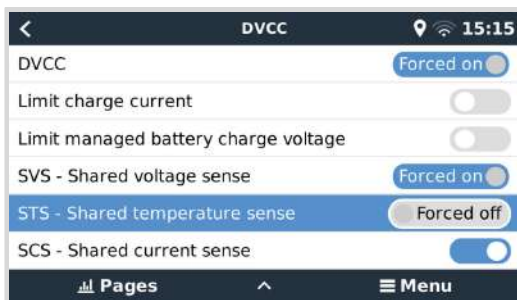 DVCC 15:15
DVCC Forced on
Limit charge current
Limit managed battery charge voltage
SVS - Shared voltage sense Forced on
STS - Shared temperature sense Forced off
SCS - Shared current sense
Pages Menu